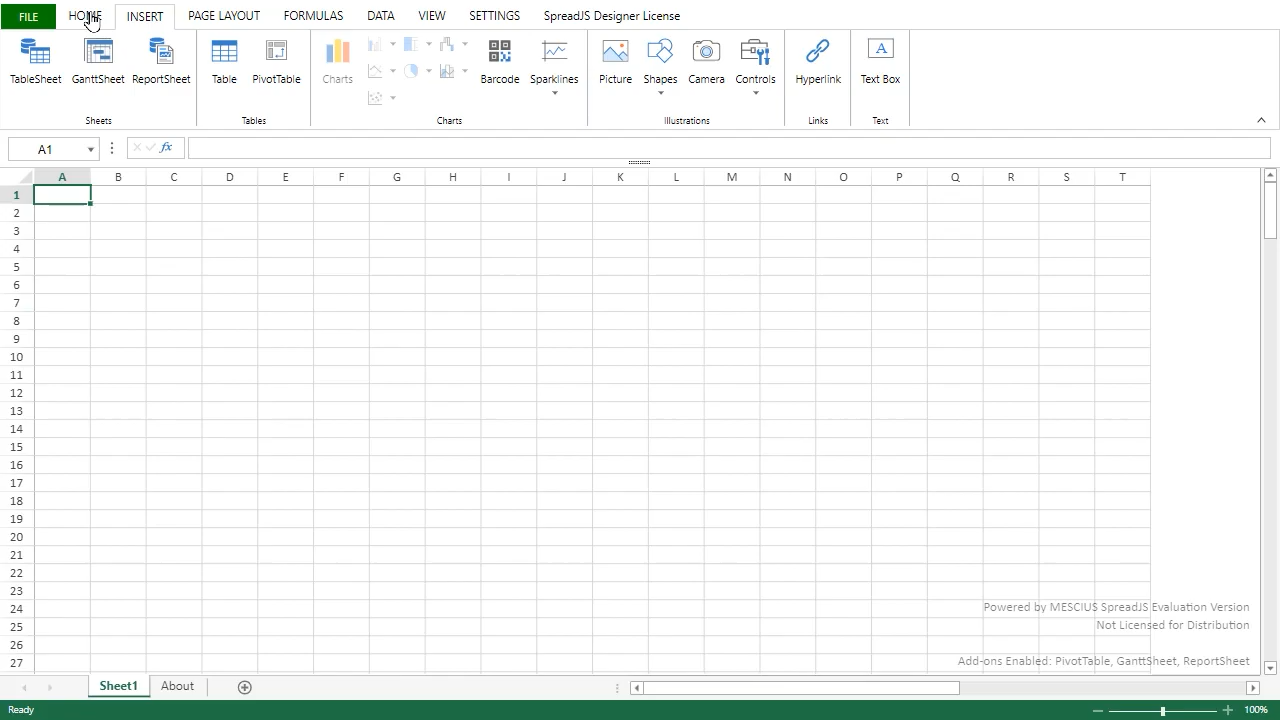 FILE HOME INSERT PAGE LAYOUT FORMULAS DATA VIEW SETTINGS SpreadJS Designer License
TableSheet GanttSheet ReportSheet Table PivotTable Charts Barcode Sparklines Picture Shapes Camera Controls Hyperlink Text Box
Sheets Tables Charts Illustrations Links Text
A1 fx
A B C D E F G H I J K L M N O P Q R S T
1
2
3
4
5
6
7
8
9
10
11
12
13
14
15
16
17
18
19
20
21
22
23
24
25
26
27
Powered by MESCIUS SpreadJS Evaluation Version
Not Licensed for Distribution
Add-ons Enabled: PivotTable, GanttSheet, ReportSheet
Sheet1 About
Ready 100%